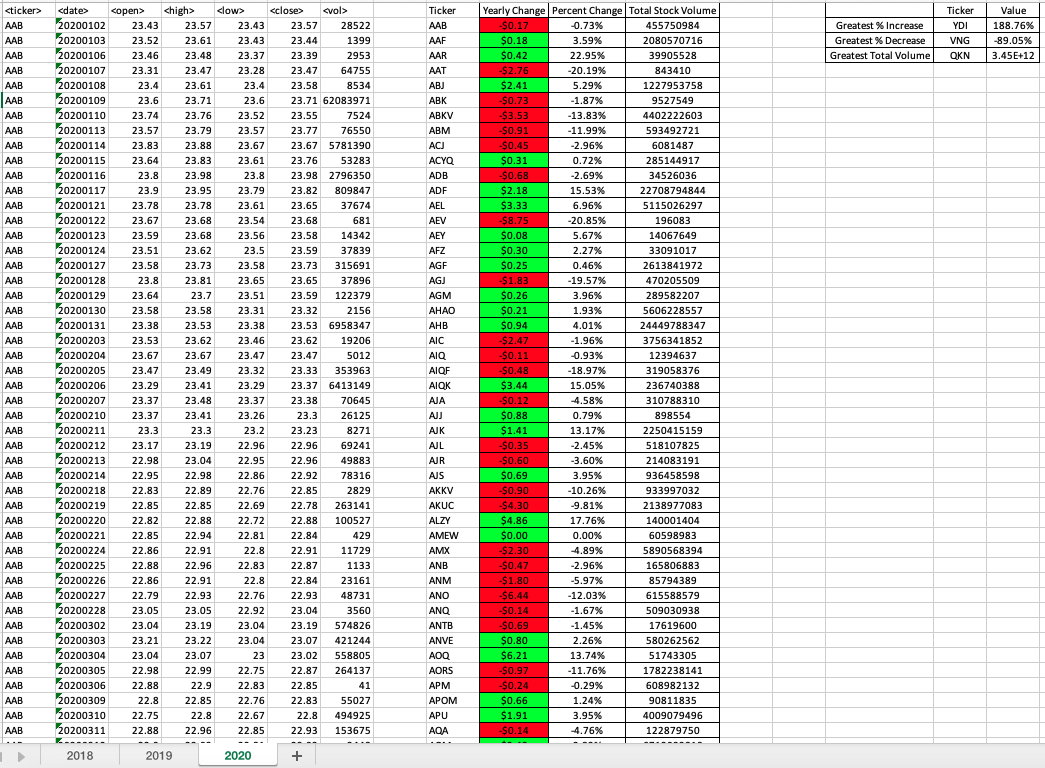 <ticker> <date> <open> <high> <low> <close> <vol> Ticker Yearly Change Percent Change Total Stock Volume Ticker Value
AAB 20200102 23.43 23.57 23.43 23.57 28522 AAB -$0.17 -0.73% 455750984 Greatest % Increase YDI 188.76%
AAB 20200103 23.52 23.61 23.43 23.44 1399 AAF $0.18 3.59% 2080570716 Greatest % Decrease VNG -89.05%
AAB 20200106 23.46 23.48 23.37 23.39 2953 AAR $0.42 22.95% 39905528 Greatest Total Volume QKN 3.45E+12
AAB 20200107 23.31 23.47 23.28 23.47 64755 AAT -$2.76 -20.19% 843410
AAB 20200108 23.4 23.61 23.4 23.58 8534 ABJ $2.41 5.29% 1227953758
AAB 20200109 23.6 23.71 23.6 23.71 62083971 ABK -$0.73 -1.87% 9527549
AAB 20200110 23.74 23.76 23.52 23.55 7524 ABKV -$3.53 -13.83% 4402222603
AAB 20200113 23.57 23.79 23.57 23.77 76550 ABM -$0.91 -11.99% 593492721
AAB 20200114 23.83 23.88 23.67 23.67 5781390 ACJ -$0.45 -2.96% 6081487
AAB 20200115 23.64 23.83 23.61 23.76 53283 ACYQ $0.31 0.72% 285144917
AAB 20200116 23.8 23.98 23.8 23.98 2796350 ADB -$0.68 -2.69% 34526036
AAB 20200117 23.9 23.95 23.79 23.82 809847 ADF $2.18 15.53% 22708794844
AAB 20200121 23.78 23.78 23.61 23.65 37674 AEL $3.33 6.96% 5115026297
AAB 20200122 23.67 23.68 23.54 23.68 681 AEV -$8.75 -20.85% 196083
AAB 20200123 23.59 23.68 23.56 23.58 14342 AEY $0.08 5.67% 14067649
AAB 20200124 23.51 23.62 23.5 23.59 37839 AFZ $0.30 2.27% 33091017
AAB 20200127 23.58 23.73 23.58 23.73 315691 AGF $0.25 0.46% 2613841972
AAB 20200128 23.8 23.81 23.65 23.65 37896 AGJ -$1.83 -19.57% 470205509
AAB 20200129 23.64 23.7 23.51 23.59 122379 AGM $0.26 3.96% 289582207
AAB 20200130 23.58 23.58 23.31 23.32 2156 AHAO $0.21 1.93% 5606228557
AAB 20200131 23.38 23.53 23.38 23.53 6958347 AHB $0.94 4.01% 24449788347
AAB 20200203 23.53 23.62 23.46 23.62 19206 AIC -$2.47 -1.96% 3756341852
AAB 20200204 23.67 23.67 23.47 23.47 5012 AIQ -$0.11 -0.93% 12394637
AAB 20200205 23.47 23.49 23.32 23.33 353963 AIQF -$0.48 -18.97% 319058376
AAB 20200206 23.29 23.41 23.29 23.37 6413149 AIQK $3.44 15.05% 236740388
AAB 20200207 23.37 23.48 23.37 23.38 70645 AJA -$0.12 -4.58% 310788310
AAB 20200210 23.37 23.41 23.26 23.3 26125 AJJ $0.88 0.79% 898554
AAB 20200211 23.3 23.3 23.2 23.23 8271 AJK $1.41 13.17% 2250415159
AAB 20200212 23.17 23.19 22.96 22.96 69241 AJL -$0.35 -2.45% 518107825
AAB 20200213 22.98 23.04 22.95 22.96 49883 AJR -$0.60 -3.60% 214083191
AAB 20200214 22.95 22.98 22.86 22.92 78316 AJS $0.69 3.95% 936458598
AAB 20200218 22.83 22.89 22.76 22.85 2829 AKKV -$0.90 -10.26% 933997032
AAB 20200219 22.85 22.85 22.69 22.78 263141 AKUC -$4.30 -9.81% 2138977083
AAB 20200220 22.82 22.88 22.72 22.88 100527 ALZY $4.86 17.76% 140001404
AAB 20200221 22.85 22.94 22.81 22.84 429 AMEW $0.00 0.00% 60598983
AAB 20200224 22.86 22.91 22.8 22.91 11729 AMX -$2.30 -4.89% 5890568394
AAB 20200225 22.88 22.96 22.83 22.87 1133 ANB -$0.47 -2.96% 165806883
AAB 20200226 22.86 22.91 22.8 22.84 23161 ANM -$1.80 -5.97% 85794389
AAB 20200227 22.79 22.93 22.76 22.93 48731 ANO -$6.44 -12.03% 615588579
AAB 20200228 23.05 23.05 22.92 23.04 3560 ANQ -$0.14 -1.67% 509030938
AAB 20200302 23.04 23.19 23.04 23.19 574826 ANTB -$0.69 -1.45% 17619600
AAB 20200303 23.21 23.22 23.04 23.07 421244 ANVE $0.80 2.26% 580262562
AAB 20200304 23.04 23.07 23 23.02 558805 AOQ $6.21 13.74% 51743305
AAB 20200305 22.98 22.99 22.75 22.87 264137 AORS -$0.97 -11.76% 1782238141
AAB 20200306 22.88 22.9 22.83 22.85 41 APM -$0.24 -0.29% 608982132
AAB 20200309 22.8 22.85 22.76 22.83 55027 APOM $0.66 1.24% 90811835
AAB 20200310 22.75 22.8 22.67 22.8 494925 APU $1.91 3.95% 4009079496
AAB 20200311 22.88 22.96 22.85 22.93 153675 AQA -$0.14 -4.76% 122879750
2018 2019 2020 +